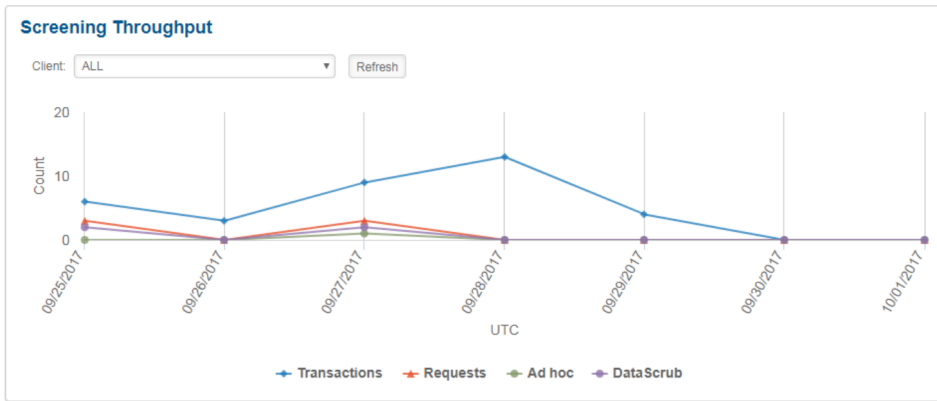 Screening Throughput
Client: ALL Refresh
20
10
0
Count
09/25/2017 09/26/2017 09/27/2017 09/28/2017 09/29/2017 09/30/2017 10/01/2017
UTC
Transactions Requests Ad hoc DataScrub